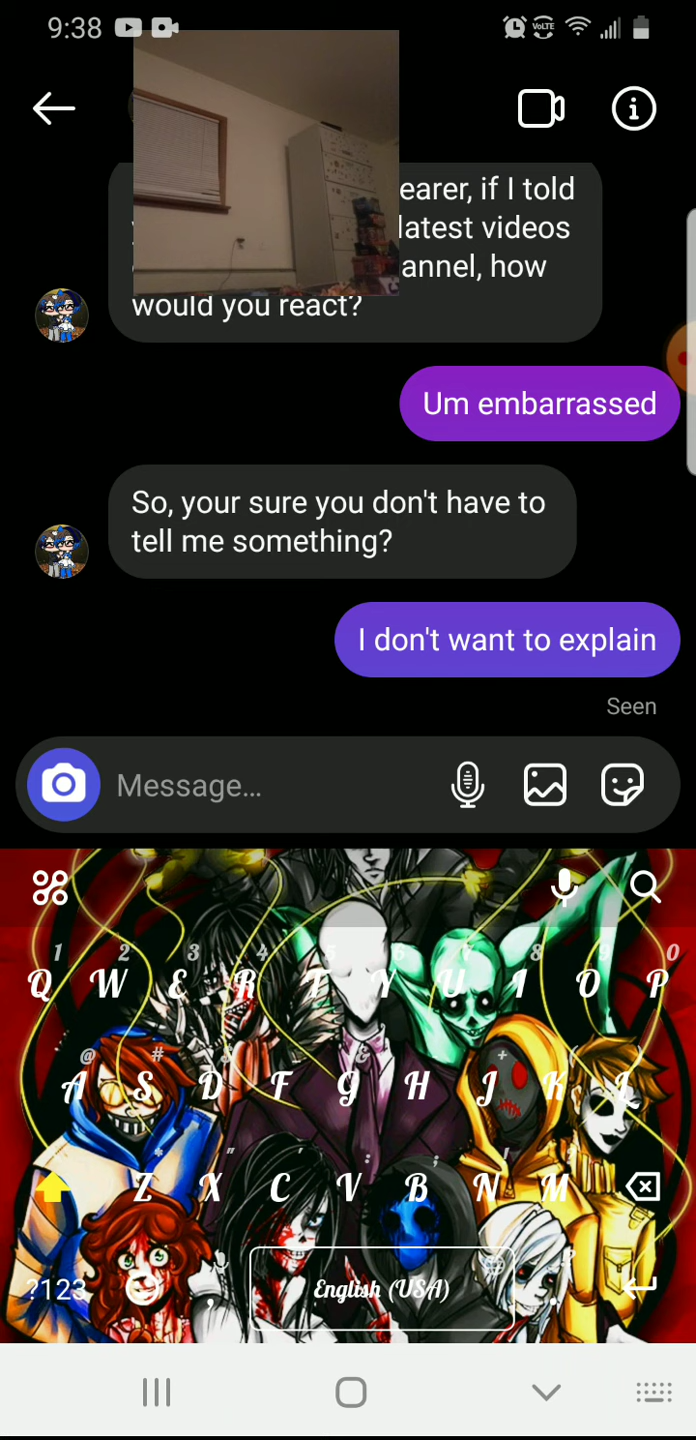 9:38 VoLTE
earer, if I told
latest videos
annel, how
would you react?
Um embarrassed
So, your sure you don't have to
tell me something?
I don't want to explain
Seen
Message...
1 2 3 4 5 6 7 8 9 0
Q W E R T Y U I O P
@ # & + ( )
A S D F G H J K L
* " ' : ; ! ?
Z X C V B N M
?123 , English (USA) .